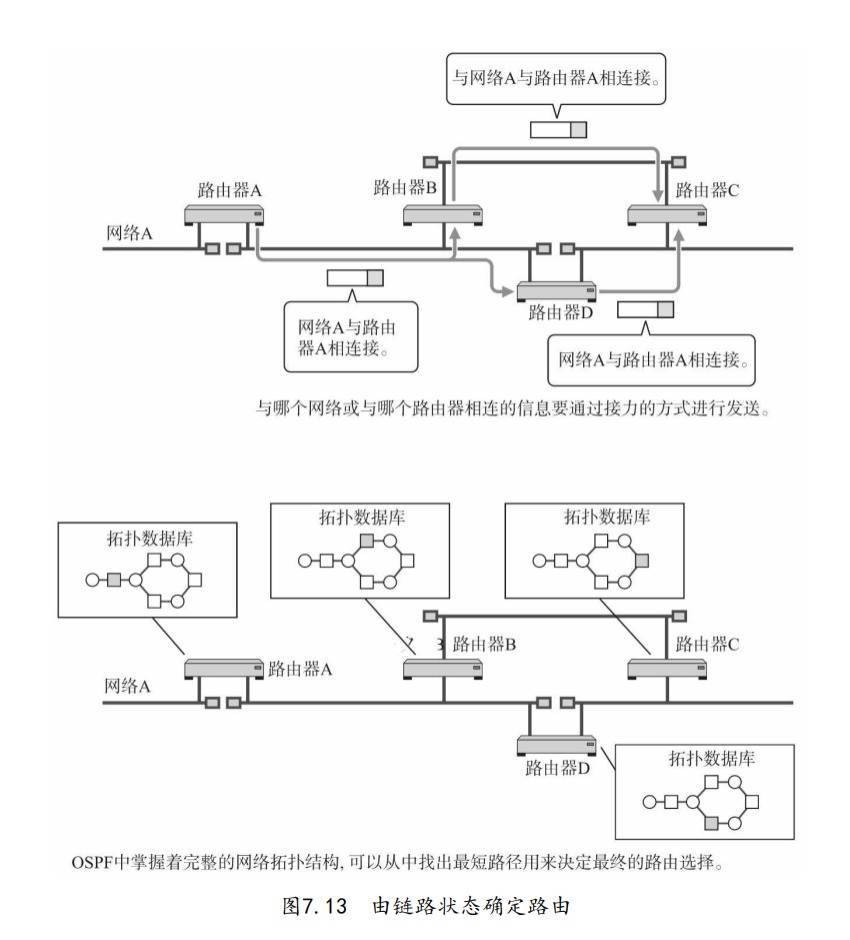 与网络A与路由器A相连接。
路由器A
路由器B
路由器C
网络A
网络A与路由
器A相连接。
路由器D
网络A与路由器A相连接。
与哪个网络或与哪个路由器相连的信息要通过接力的方式进行发送。
拓扑数据库
拓扑数据库
拓扑数据库
路由器B
路由器C
路由器A
网络A
路由器D
拓扑数据库
OSPF中掌握着完整的网络拓扑结构,可以从中找出最短路径用来决定最终的路由选择。
图7.13 由链路状态确定路由